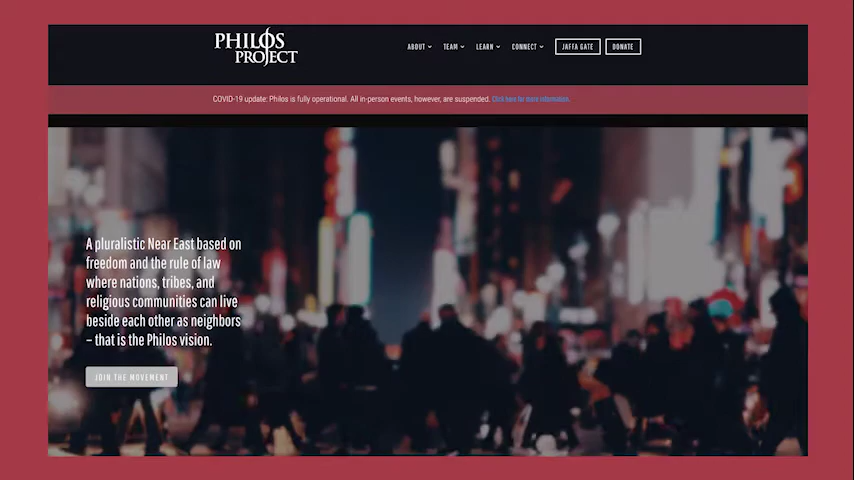 PHILOS
PROJECT
ABOUT
TEAM
LEARN
CONNECT
JAFFA GATE
DONATE
COVID-19 update: Philos is fully operational. All in-person events, however, are suspended. Click here for more information.
A pluralistic Near East based on
freedom and the rule of law
where nations, tribes, and
religious communities can live
beside each other as neighbors
– that is the Philos vision.
JOIN THE MOVEMENT